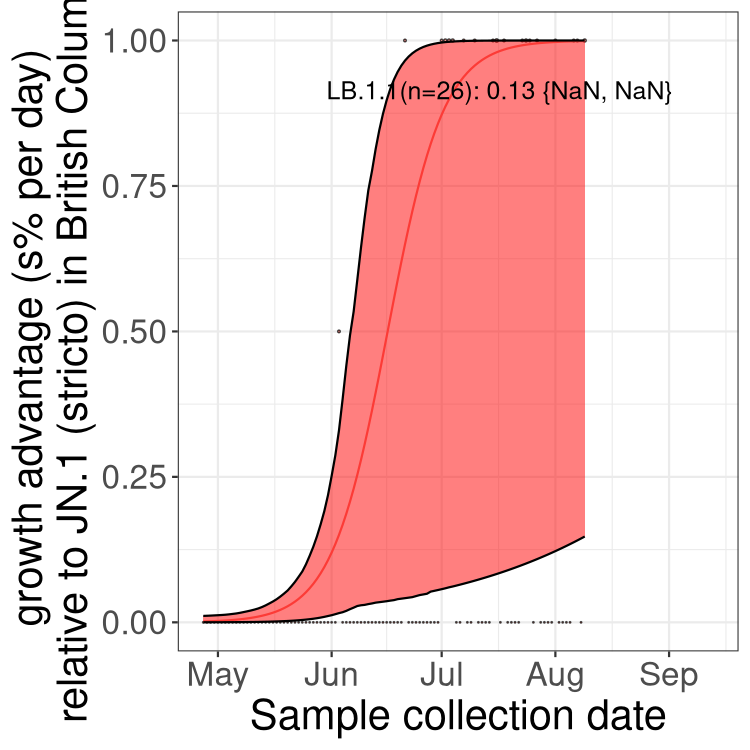 growth advantage (s% per day)
relative to JN.1 (stricto) in British Colum
1.00
0.75
0.50
0.25
0.00
LB.1.1(n=26): 0.13 {NaN, NaN}
May Jun Jul Aug Sep
Sample collection date